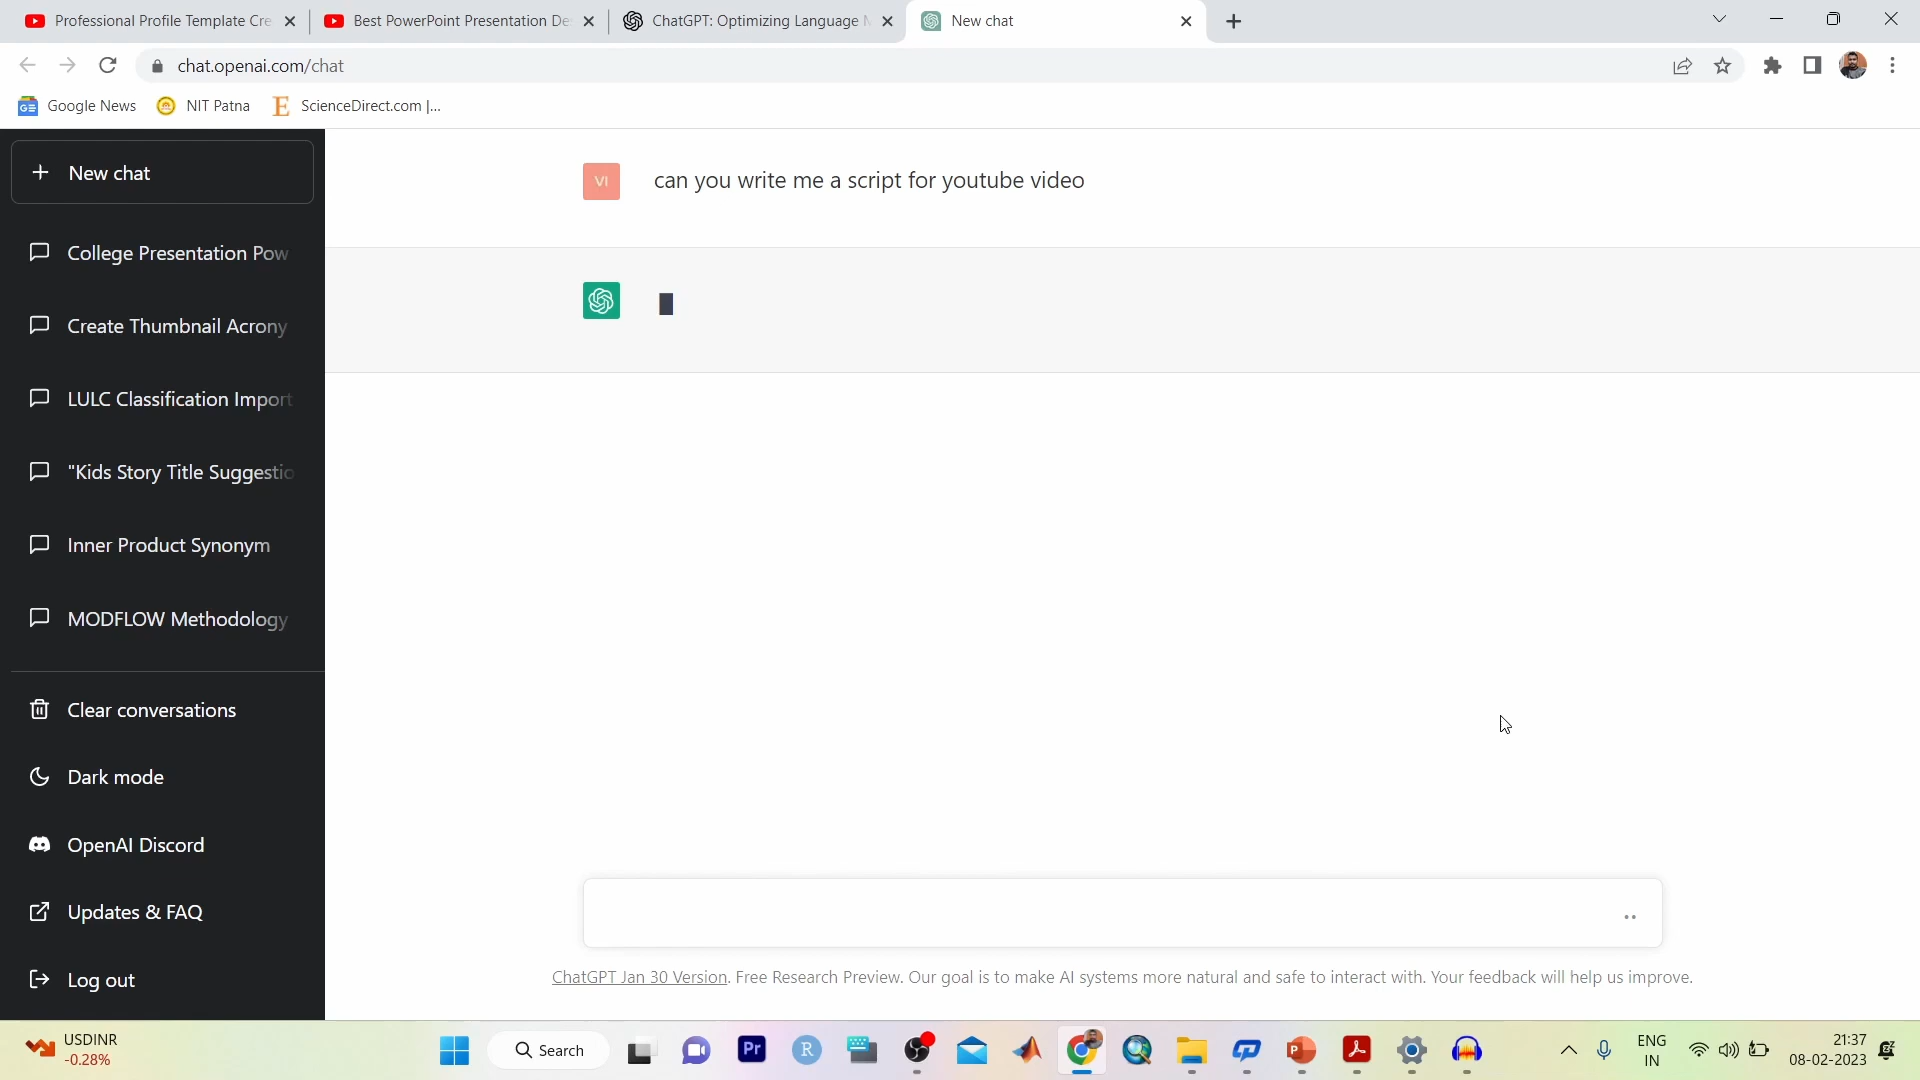 Professional Profile Template Cre
Best PowerPoint Presentation De
ChatGPT: Optimizing Language M
New chat
chat.openai.com/chat
GE
Google News
NIT Patna
E
ScienceDirect.com |...
New chat
College Presentation Pow
Create Thumbnail Acrony
LULC Classification Import
"Kids Story Title Suggestio
Inner Product Synonym
MODFLOW Methodology
Clear conversations
Dark mode
OpenAI Discord
Updates & FAQ
Log out
VI
can you write me a script for youtube video
ChatGPT Jan 30 Version. Free Research Preview. Our goal is to make AI systems more natural and safe to interact with. Your feedback will help us improve.
USDINR
-0.28%
Search
Pr
R
P
ENG
IN
21:37
08-02-2023